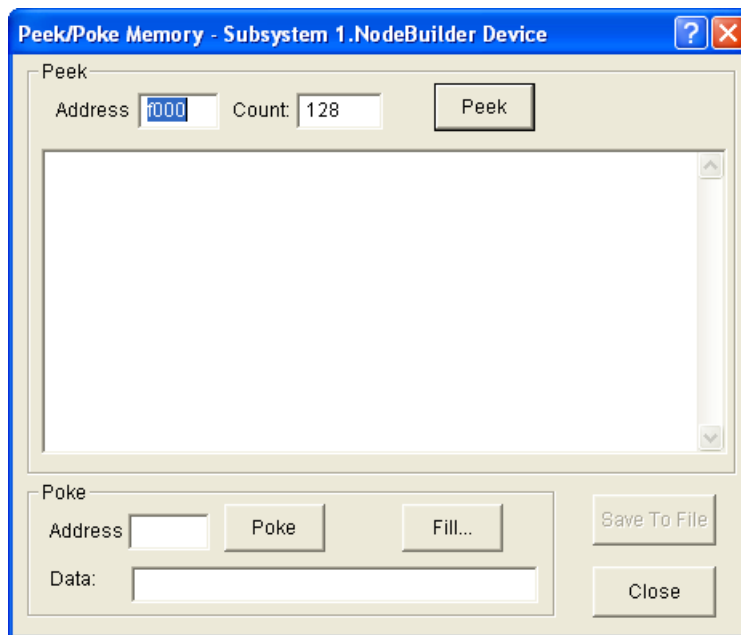 Peek/Poke Memory - Subsystem 1.NodeBuilder Device
Peek
Address f000 Count: 128 Peek
Poke
Address Poke Fill... Save To File
Data: Close